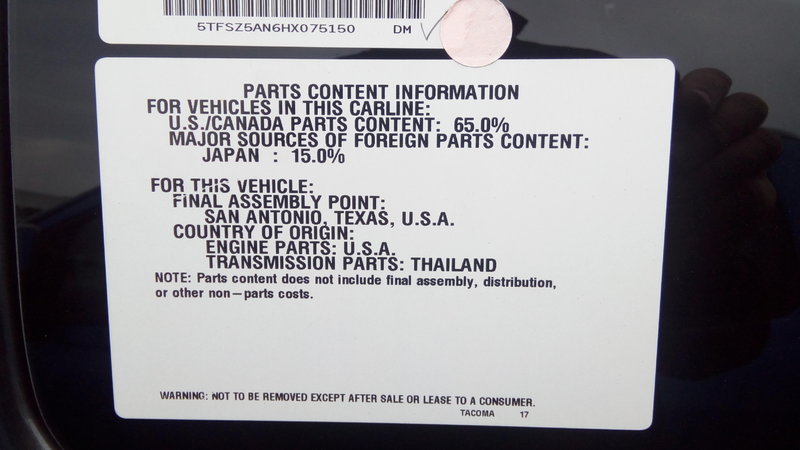 5TFSZ5AN6HX075150 DM
PARTS CONTENT INFORMATION
FOR VEHICLES IN THIS CARLINE:
U.S./CANADA PARTS CONTENT: 65.0%
MAJOR SOURCES OF FOREIGN PARTS CONTENT:
JAPAN : 15.0%
FOR THIS VEHICLE:
FINAL ASSEMBLY POINT:
SAN ANTONIO, TEXAS, U.S.A.
COUNTRY OF ORIGIN:
ENGINE PARTS: U.S.A.
TRANSMISSION PARTS: THAILAND
NOTE: Parts content does not include final assembly, distribution,
or other non-parts costs.
WARNING: NOT TO BE REMOVED EXCEPT AFTER SALE OR LEASE TO A CONSUMER.
TACOMA 17